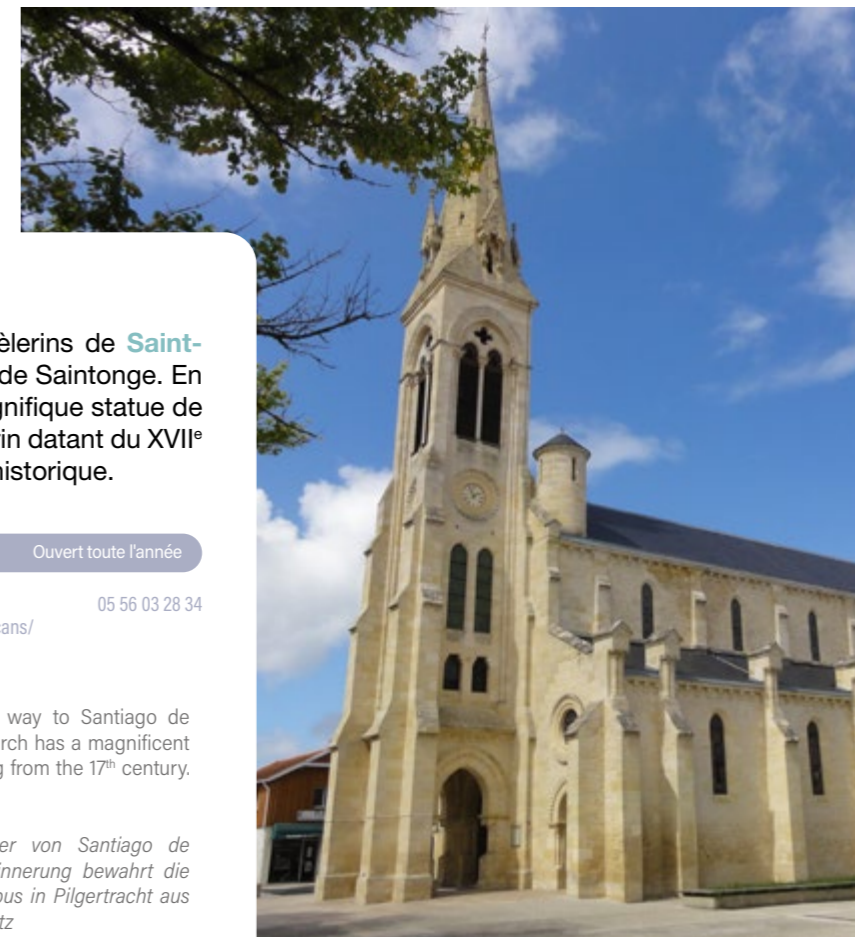 èlerins de Saint-
de Saintonge. En
gnifique statue de
rin datant du XVIIᵉ
historique.
Ouvert toute l'année
05 56 03 28 34
cans/
way to Santiago de
rch has a magnificent
g from the 17ᵗʰ century.
er von Santiago de
innerung bewahrt die
ous in Pilgertracht aus
tz